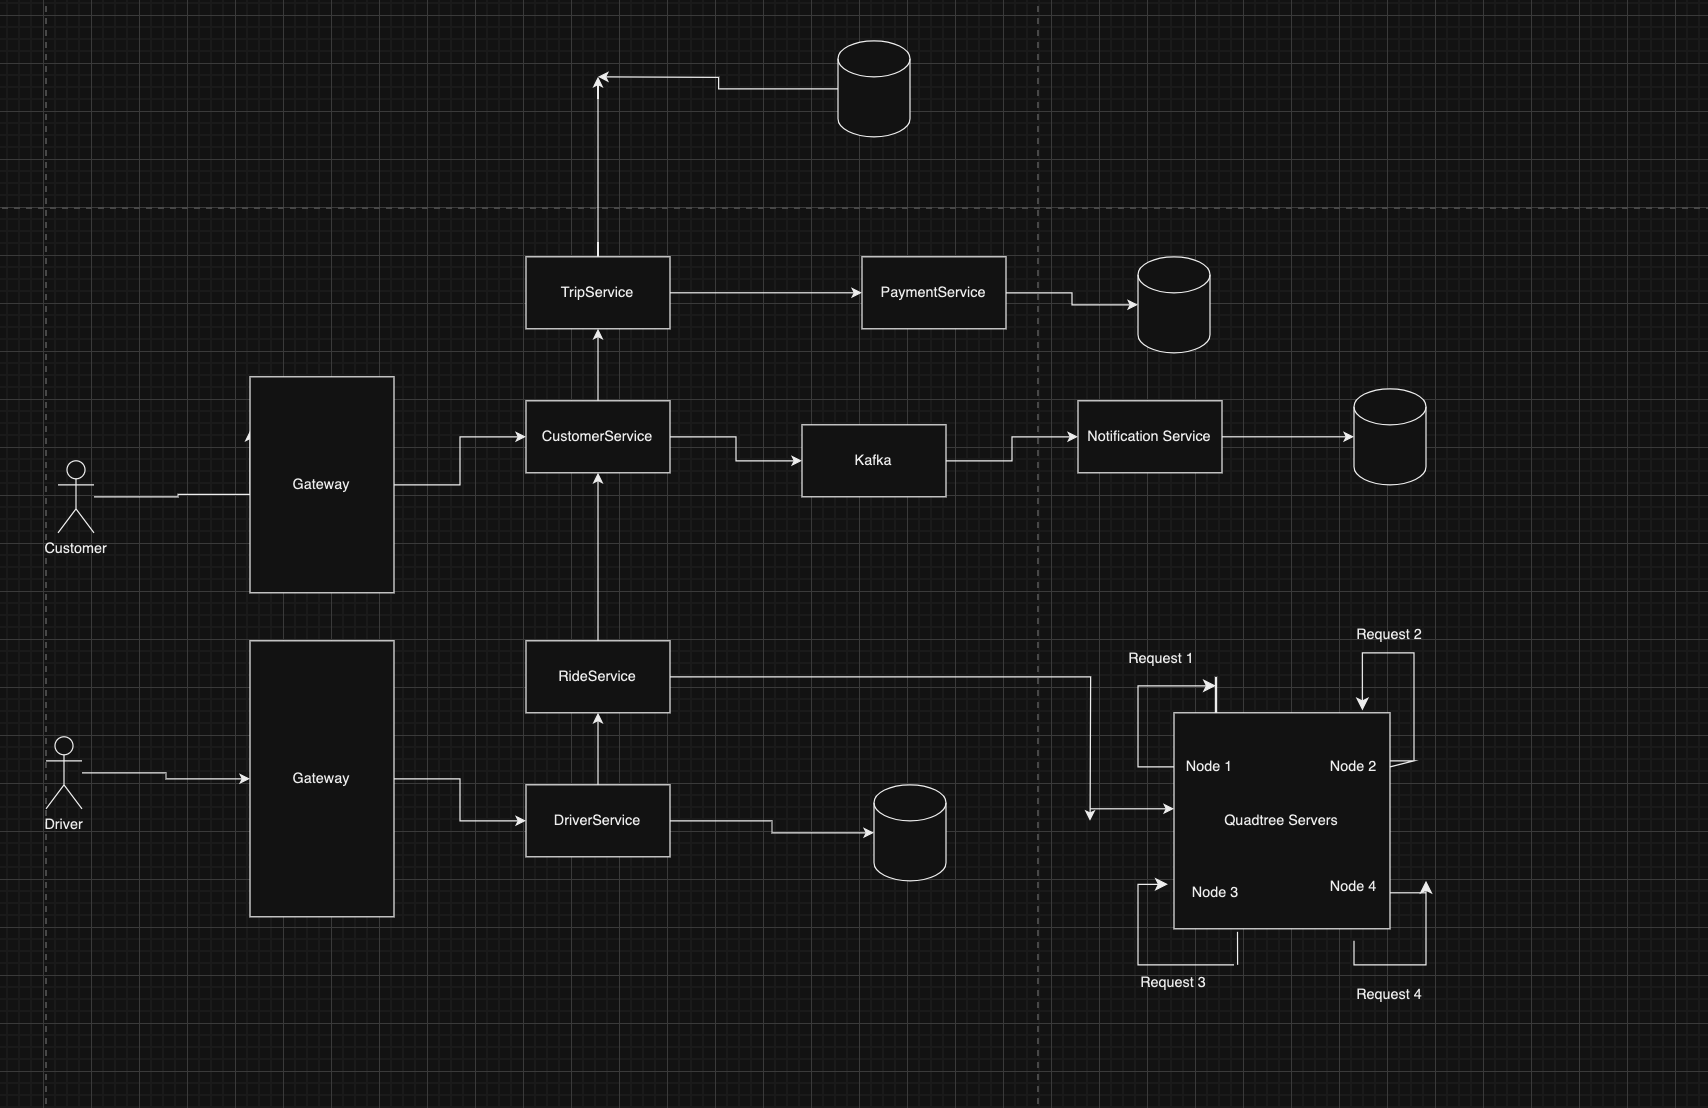 TripService
PaymentService
CustomerService
Notification Service
Kafka
Gateway
Customer
Request 2
Request 1
RideService
Node 1
Node 2
Gateway
Driver
DriverService
Quadtree Servers
Node 3
Node 4
Request 3
Request 4